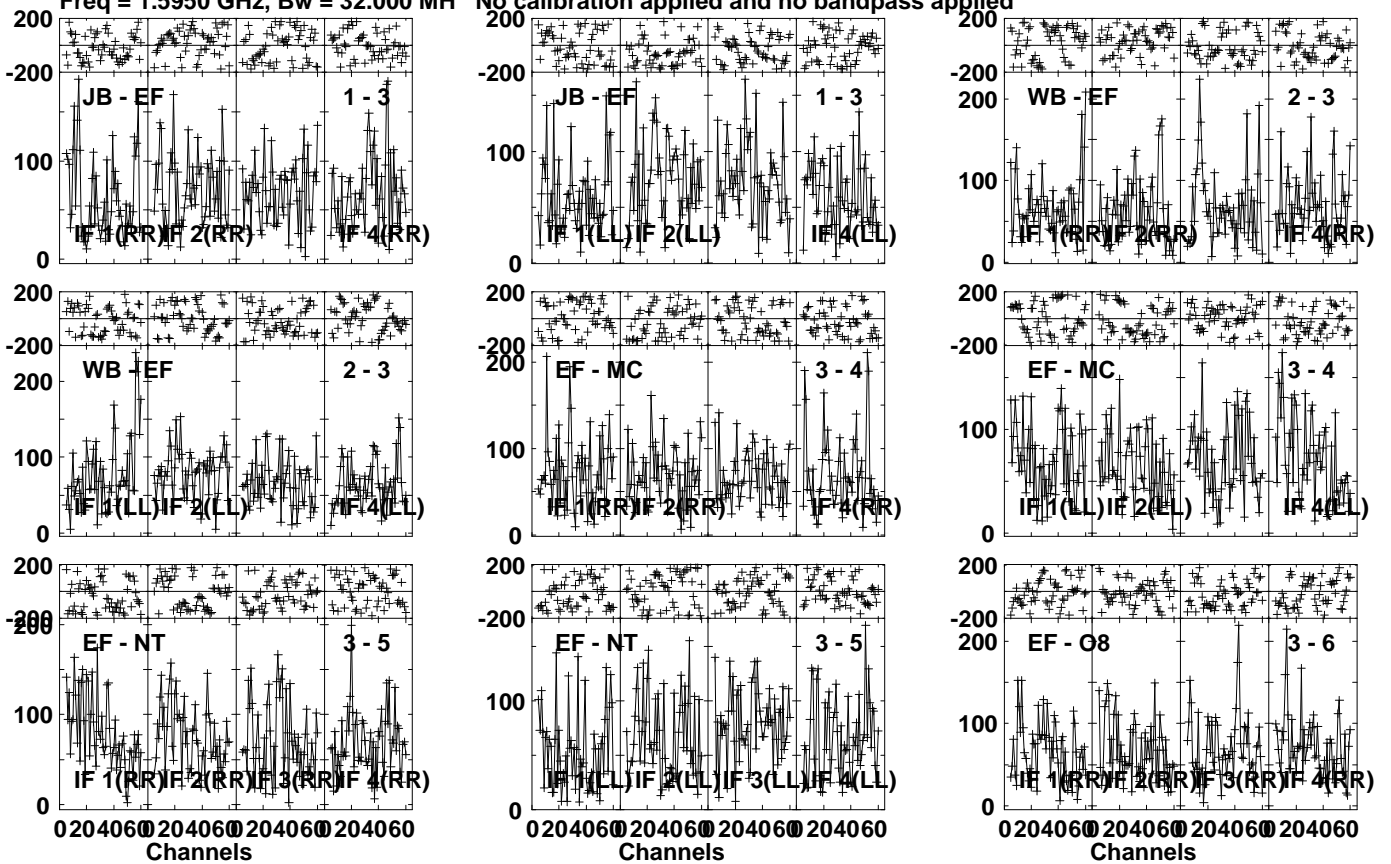 Freq = 1.5950 GHz, Bw = 32.000 MH No calibration applied and no bandpass applied
200
-200
JB - EF 1 - 3
100
IF 1(RR) IF 2(RR) IF 4(RR)
0
200
-200
JB - EF 1 - 3
100
IF 1(LL) IF 2(LL) IF 4(LL)
0
200
-200
WB - EF 2 - 3
200
100
IF 1(RR) IF 2(RR) IF 4(RR)
0
200
-200
WB - EF 2 - 3
200
100
IF 1(LL) IF 2(LL) IF 4(LL)
0
200
-200
EF - MC 3 - 4
200
100
IF 1(RR) IF 2(RR) IF 4(RR)
0
200
-200
EF - MC 3 - 4
100
IF 1(LL) IF 2(LL) IF 4(LL)
0
200
-200
200
EF - NT 3 - 5
100
IF 1(RR) IF 2(RR) IF 3(RR) IF 4(RR)
0
0 20 40 60 0 20 40 60 0 20 40 60 0 20 40 60
Channels
200
-200
EF - NT 3 - 5
100
IF 1(LL) IF 2(LL) IF 3(LL) IF 4(LL)
0
0 20 40 60 0 20 40 60 0 20 40 60 0 20 40 60
Channels
200
-200
EF - O8 3 - 6
200
100
IF 1(RR) IF 2(RR) IF 3(RR) IF 4(RR)
0
0 20 40 60 0 20 40 60 0 20 40 60 0 20 40 60
Channels